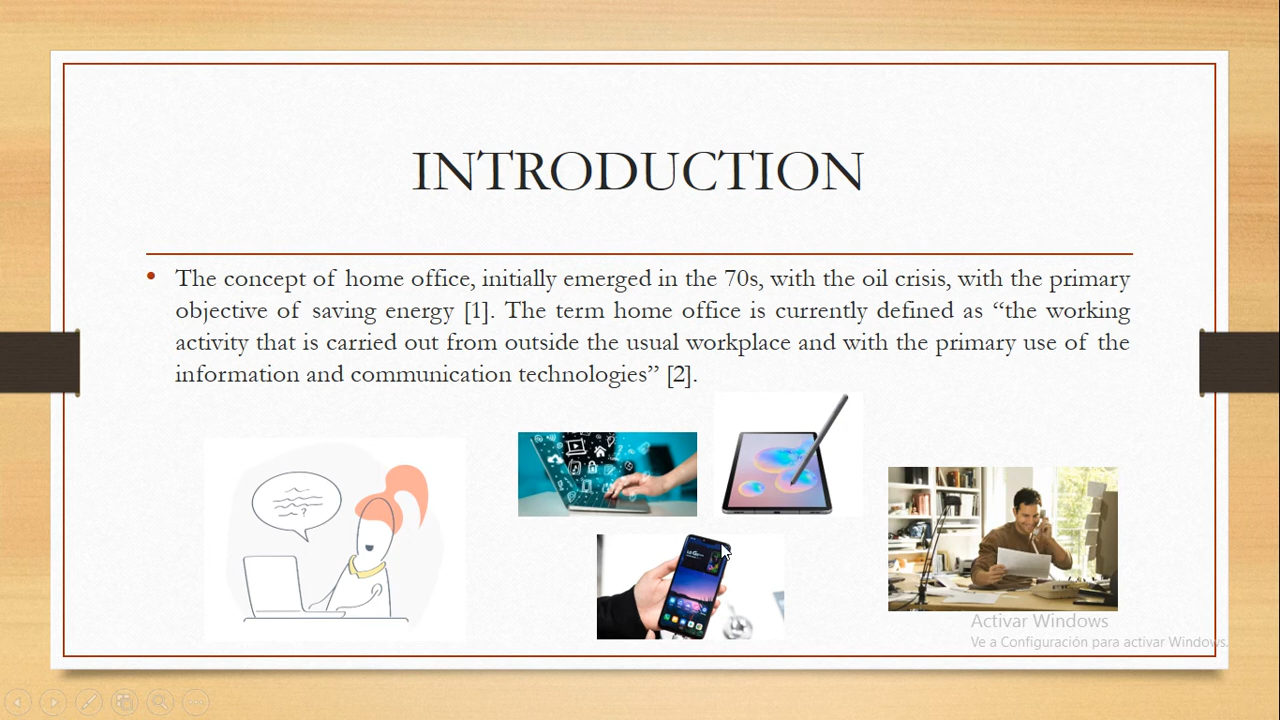 INTRODUCTION
• The concept of home office, initially emerged in the 70s, with the oil crisis, with the primary
objective of saving energy [1]. The term home office is currently defined as “the working
activity that is carried out from outside the usual workplace and with the primary use of the
information and communication technologies” [2].
?
Activar Windows
Ve a Configuración para activar Windows.